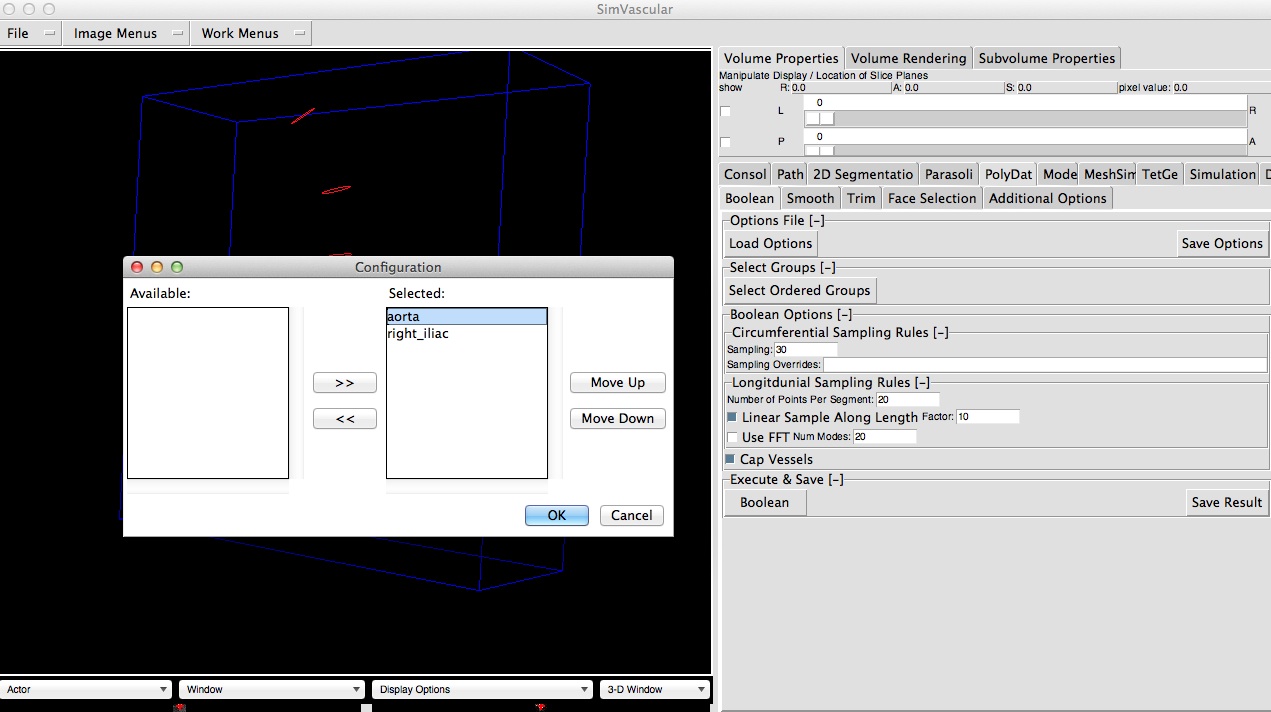 SimVascular
File Image Menus Work Menus
Volume Properties Volume Rendering Subvolume Properties
Manipulate Display / Location of Slice Planes
show R: 0.0 A: 0.0 S: 0.0 pixel value: 0.0
0
L R
0
P A
Consol Path 2D Segmentatio Parasoli PolyDat Mode MeshSim TetGe Simulation D
Boolean Smooth Trim Face Selection Additional Options
Options File [-]
Load Options Save Options
Select Groups [-]
Select Ordered Groups
Boolean Options [-]
Circumferential Sampling Rules [-]
Sampling: 30
Sampling Overrides:
Longitdunial Sampling Rules [-]
Number of Points Per Segment: 20
Linear Sample Along Length Factor: 10
Use FFT Num Modes: 20
Cap Vessels
Execute & Save [-]
Boolean Save Result
Configuration
Available: Selected:
aorta
right_iliac
>>
<<
Move Up
Move Down
OK Cancel
Actor Window Display Options 3-D Window